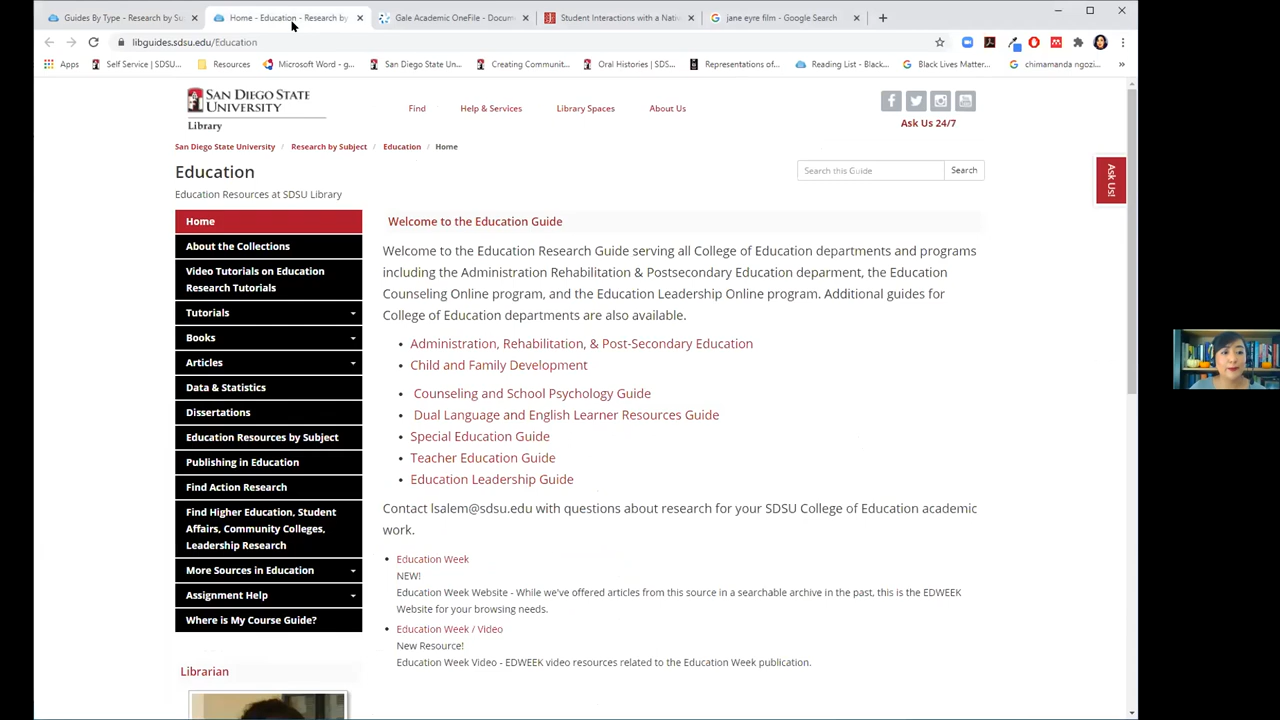 Guides By Type - Research by Su
Home - Education - Research by
Gale Academic OneFile - Docum
Student Interactions with a Nati
jane eyre film - Google Search
libguides.sdsu.edu/Education
Apps
Self Service | SDSU...
Resources
Microsoft Word - g...
San Diego State Un...
Creating Communit...
Oral Histories | SDS...
Representations of...
Reading List - Black...
Black Lives Matter...
chimamanda ngozi...
SAN DIEGO STATE
UNIVERSITY
Library
Find
Help & Services
Library Spaces
About Us
Ask Us 24/7
San Diego State University / Research by Subject / Education / Home
Education
Search this Guide
Search
Ask Us!
Education Resources at SDSU Library
Home
About the Collections
Video Tutorials on Education
Research Tutorials
Tutorials
Books
Articles
Data & Statistics
Dissertations
Education Resources by Subject
Publishing in Education
Find Action Research
Find Higher Education, Student
Affairs, Community Colleges,
Leadership Research
More Sources in Education
Assignment Help
Where is My Course Guide?
Librarian
Welcome to the Education Guide
Welcome to the Education Research Guide serving all College of Education departments and programs
including the Administration Rehabilitation & Postsecondary Education deparment, the Education
Counseling Online program, and the Education Leadership Online program. Additional guides for
College of Education departments are also available.
Administration, Rehabilitation, & Post-Secondary Education
Child and Family Development
Counseling and School Psychology Guide
Dual Language and English Learner Resources Guide
Special Education Guide
Teacher Education Guide
Education Leadership Guide
Contact lsalem@sdsu.edu with questions about research for your SDSU College of Education academic
work.
Education Week
NEW!
Education Week Website - While we've offered articles from this source in a searchable archive in the past, this is the EDWEEK
Website for your browsing needs.
Education Week / Video
New Resource!
Education Week Video - EDWEEK video resources related to the Education Week publication.